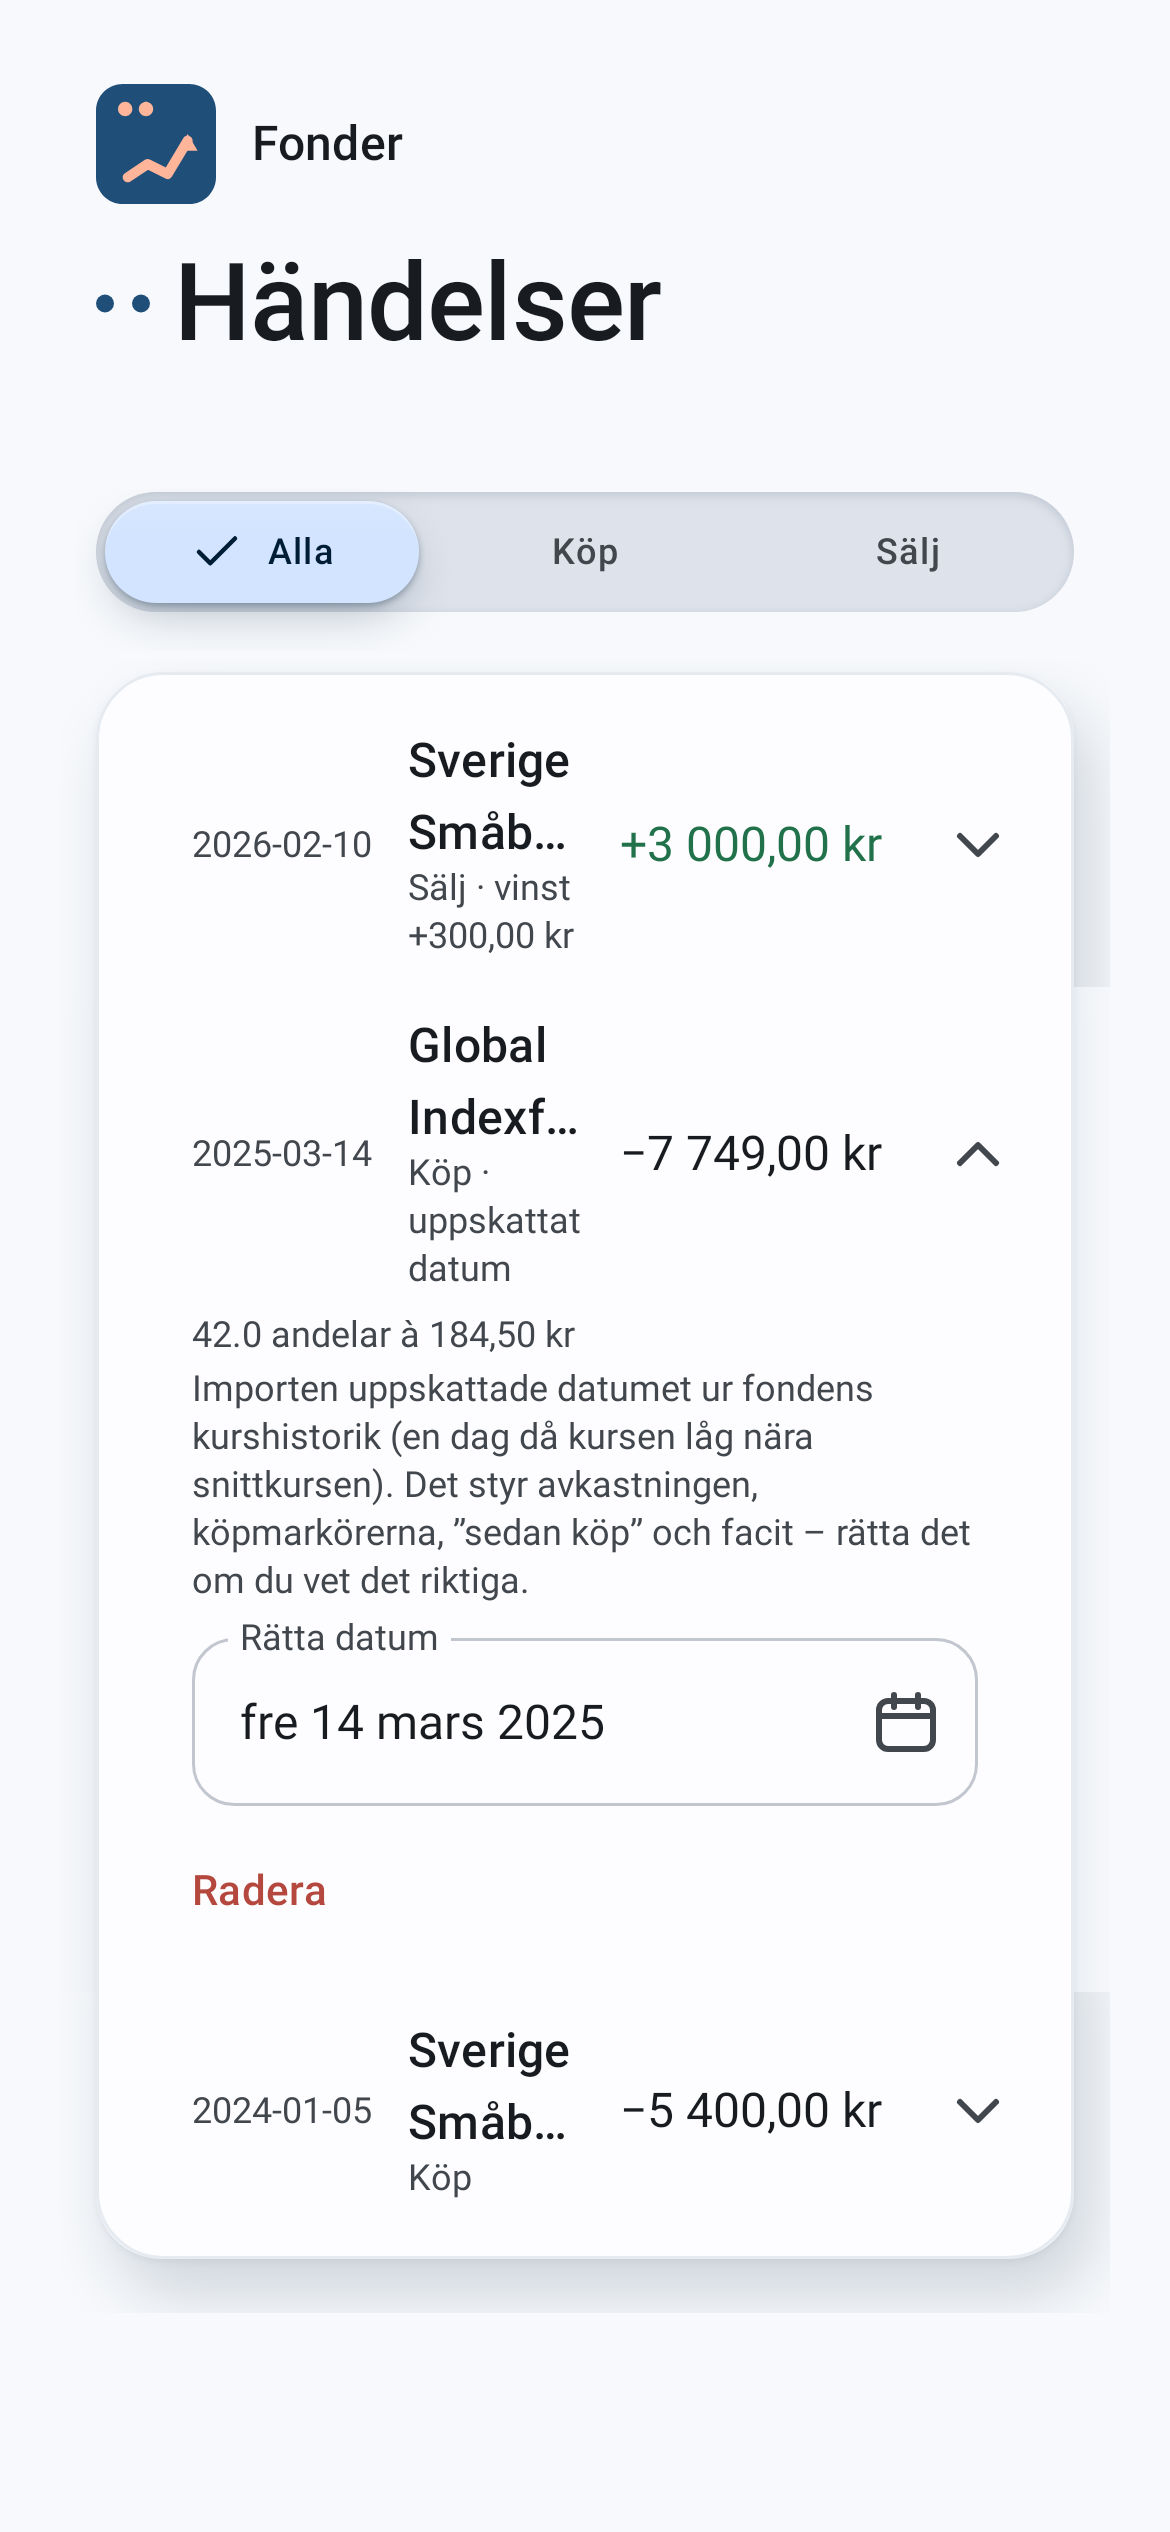 Fonder
Händelser
Alla
Köp
Sälj
2026-02-10
Sverige
Småb…
Sälj · vinst
+300,00 kr
+3 000,00 kr
2025-03-14
Global
Indexf…
Köp ·
uppskattat
datum
−7 749,00 kr
42.0 andelar à 184,50 kr
Importen uppskattade datumet ur fondens
kurshistorik (en dag då kursen låg nära
snittkursen). Det styr avkastningen,
köpmarkörerna, ”sedan köp” och facit – rätta det
om du vet det riktiga.
Rätta datum
fre 14 mars 2025
Radera
2024-01-05
Sverige
Småb…
Köp
−5 400,00 kr